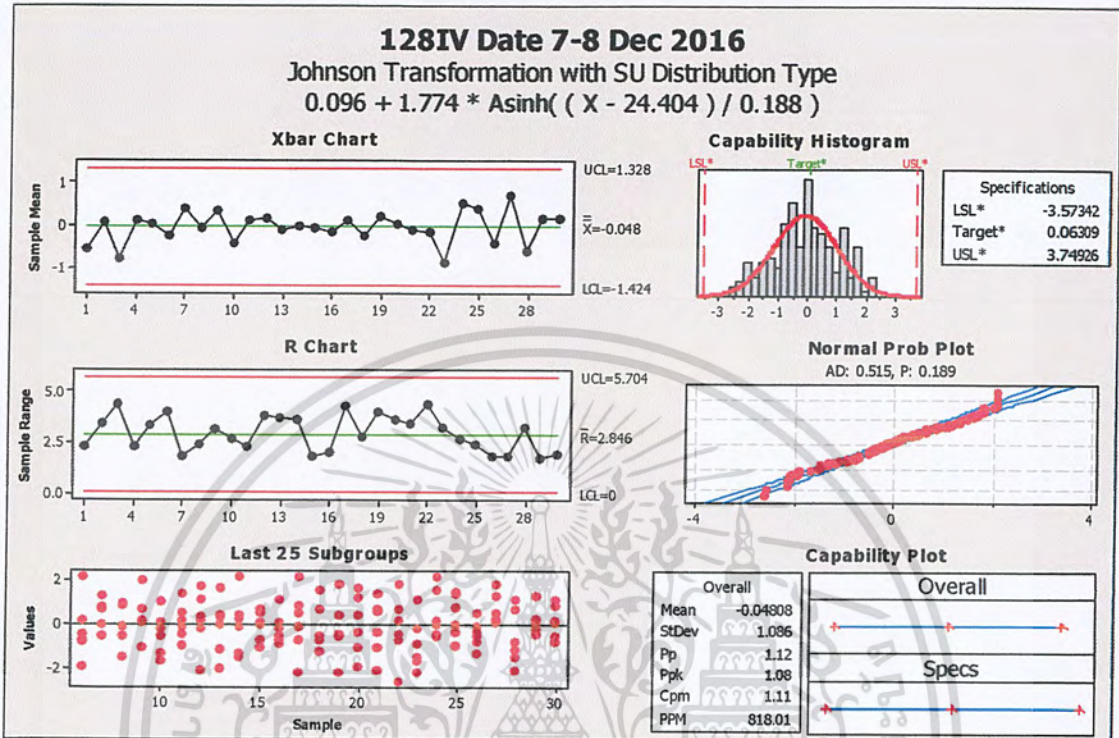 128IV Date 7-8 Dec 2016
Johnson Transformation with SU Distribution Type
0.096 + 1.774 * Asinh( ( X - 24.404 ) / 0.188 )
Xbar Chart
Sample Mean
1
0
-1
1 4 7 10 13 16 19 22 25 28
UCL=1.328
X̿=-0.048
LCL=-1.424
Capability Histogram
LSL* Target* USL*
-3 -2 -1 0 1 2 3
Specifications
LSL* -3.57342
Target* 0.06309
USL* 3.74926
R Chart
Sample Range
5.0
2.5
0.0
1 4 7 10 13 16 19 22 25 28
UCL=5.704
R̅=2.846
LCL=0
Normal Prob Plot
AD: 0.515, P: 0.189
-4 0 4
Last 25 Subgroups
Values
2
0
-2
10 15 20 25 30
Sample
Capability Plot
Overall
Mean -0.04808
StDev 1.086
Pp 1.12
Ppk 1.08
Cpm 1.11
PPM 818.01
Overall
Specs